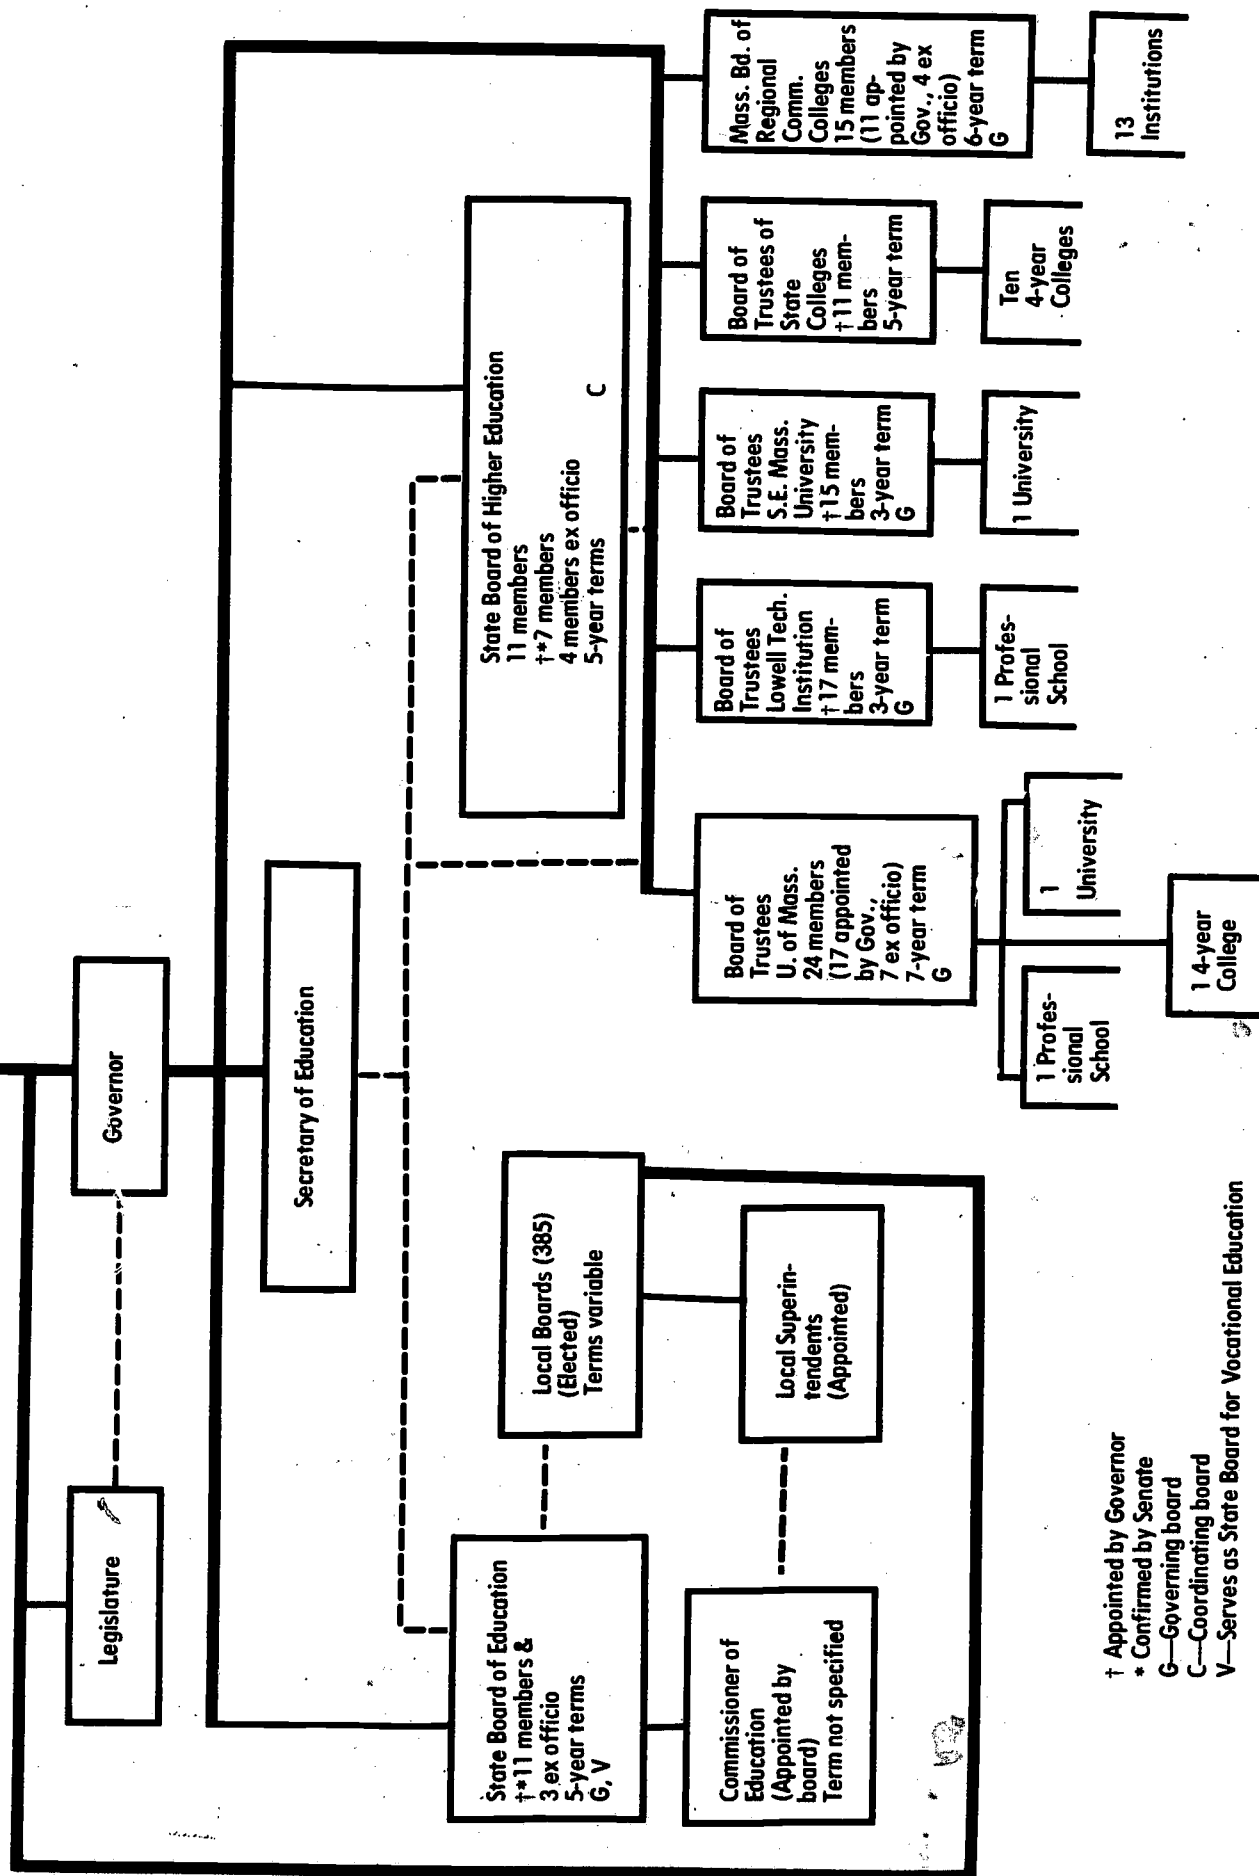 Legislature
Governor
Secretary of Education
State Board of Education
†*11 members &
3 ex officio
5-year terms
G, V
Local Boards (385)
(Elected)
Terms variable
Commissioner of
Education
(Appointed by
board)
Term not specified
Local Superin-
tendents
(Appointed)
State Board of Higher Education
11 members
†*7 members
4 members ex officio
5-year terms
C
Board of
Trustees
U. of Mass.
24 members
(17 appointed
by Gov.,
7 ex officio)
7-year term
G
Board of
Trustees
Lowell Tech.
Institution
†17 mem-
bers
3-year term
G
Board of
Trustees
S.E. Mass.
University
†15 mem-
bers
3-year term
G
Board of
Trustees of
State
Colleges
†11 mem-
bers
5-year term
Mass. Bd. of
Regional
Comm.
Colleges
15 members
(11 ap-
pointed by
Gov., 4 ex
officio)
6-year term
G
1 Profes-
sional
School
1
University
1 4-year
College
1 Profes-
sional
School
1 University
Ten
4-year
Colleges
13
Institutions
† Appointed by Governor
* Confirmed by Senate
G—Governing board
C—Coordinating board
V—Serves as State Board for Vocational Education